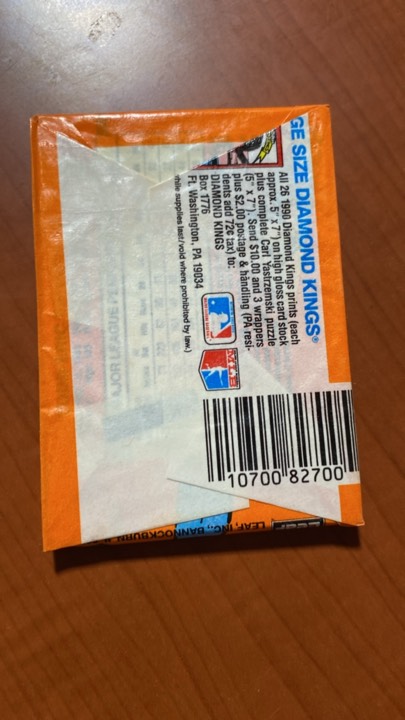 GE SIZE DIAMOND KINGS®
All 26 1990 Diamond Kings prints (each
approx. 5" x 7") on high gloss card stock
plus complete Carl Yastrzemski puzzle
(5" x 7"). Send $10.00 and 3 wrappers
plus $2.00 postage & handling (PA resi-
dents add 72¢ tax) to:
DIAMOND KINGS
Box 1776
Ft. Washington, PA 19034
while supplies last/void where prohibited by law.)
10700 82700
LEAF, INC., BANNOCKBURN